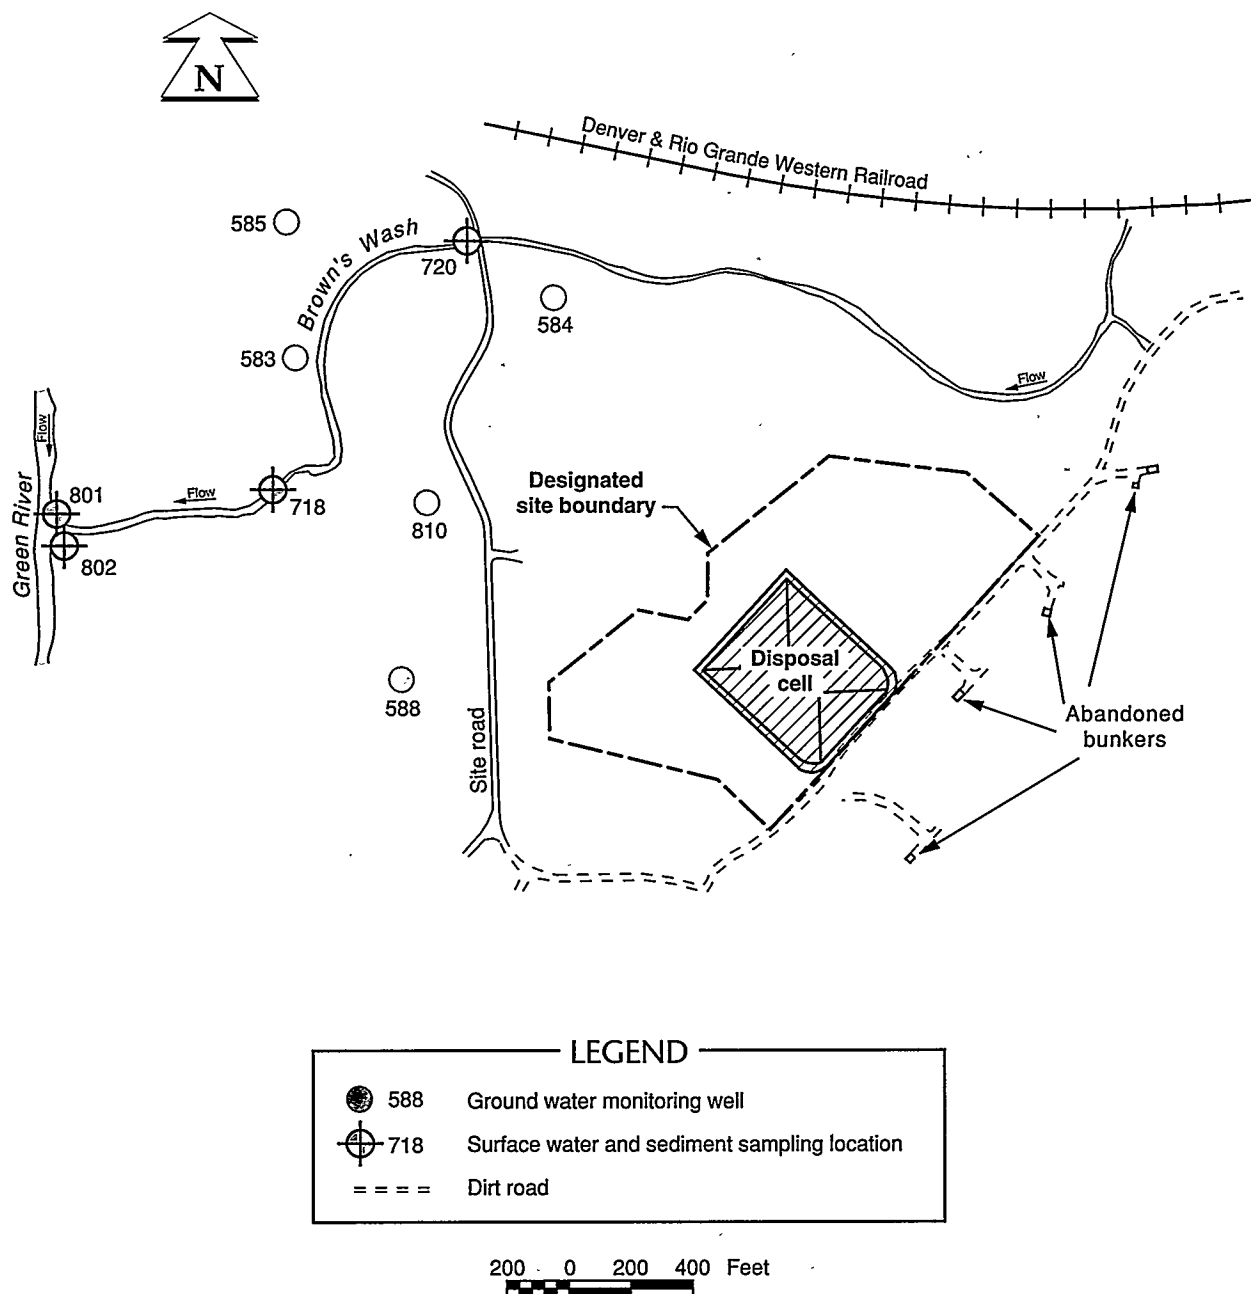 N
Denver & Rio Grande Western Railroad
585
Brown's Wash
720
584
583
Flow
Flow
801
Flow
718
802
Green River
810
Designated
site boundary
Disposal
cell
588
Site road
Abandoned
bunkers
LEGEND
588 Ground water monitoring well
718 Surface water and sediment sampling location
Dirt road
200 0 200 400 Feet